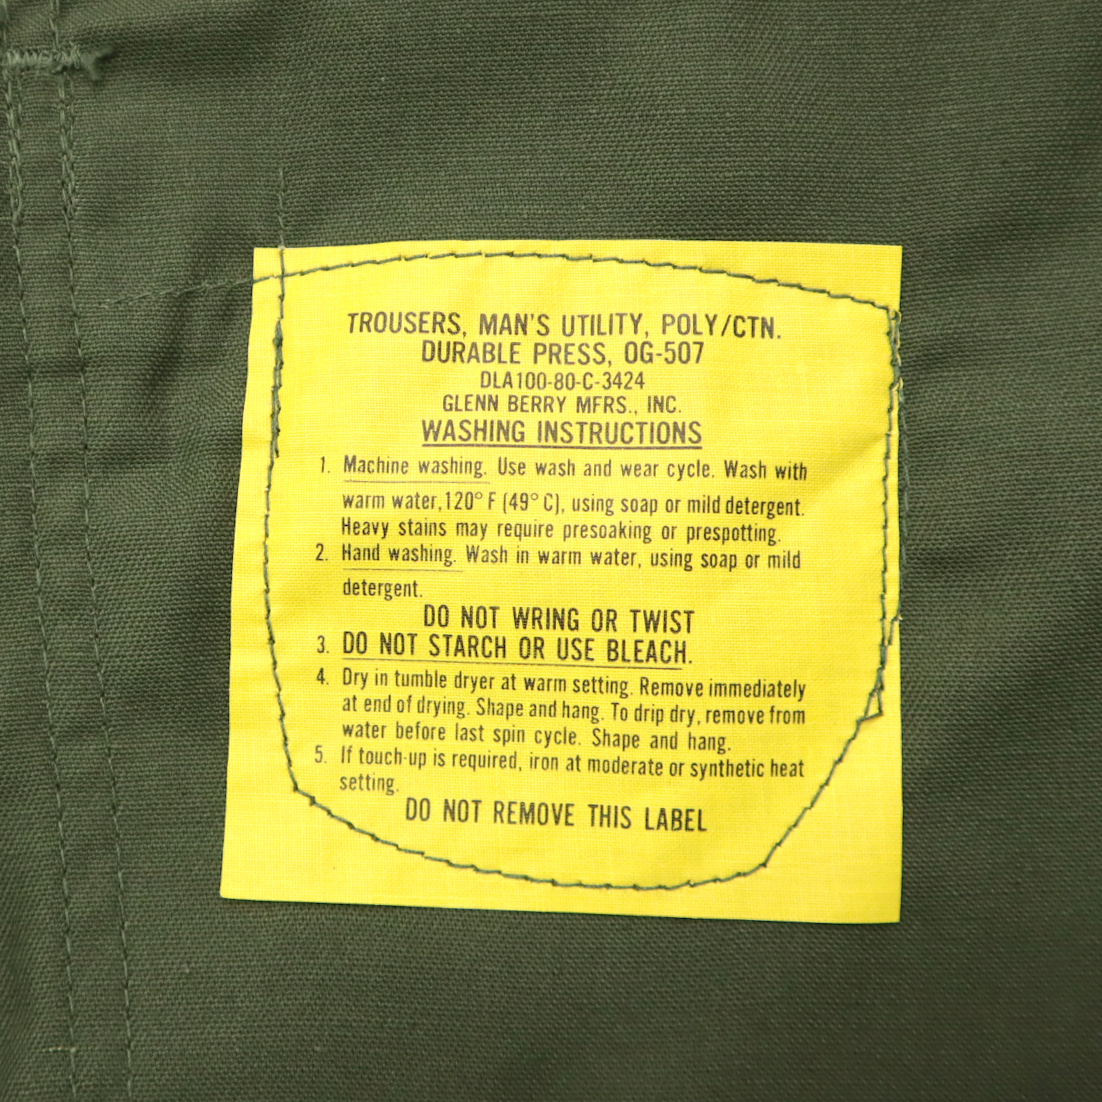 TROUSERS, MAN'S UTILITY, POLY/CTN.
DURABLE PRESS, OG-507
DLA100-80-C-3424
GLENN BERRY MFRS., INC.
WASHING INSTRUCTIONS
1. Machine washing. Use wash and wear cycle. Wash with
warm water, 120° F (49° C), using soap or mild detergent.
Heavy stains may require presoaking or prespotting.
2. Hand washing. Wash in warm water, using soap or mild
detergent.
DO NOT WRING OR TWIST
3. DO NOT STARCH OR USE BLEACH.
4. Dry in tumble dryer at warm setting. Remove immediately
at end of drying. Shape and hang. To drip dry, remove from
water before last spin cycle. Shape and hang.
5. If touch-up is required, iron at moderate or synthetic heat
setting.
DO NOT REMOVE THIS LABEL